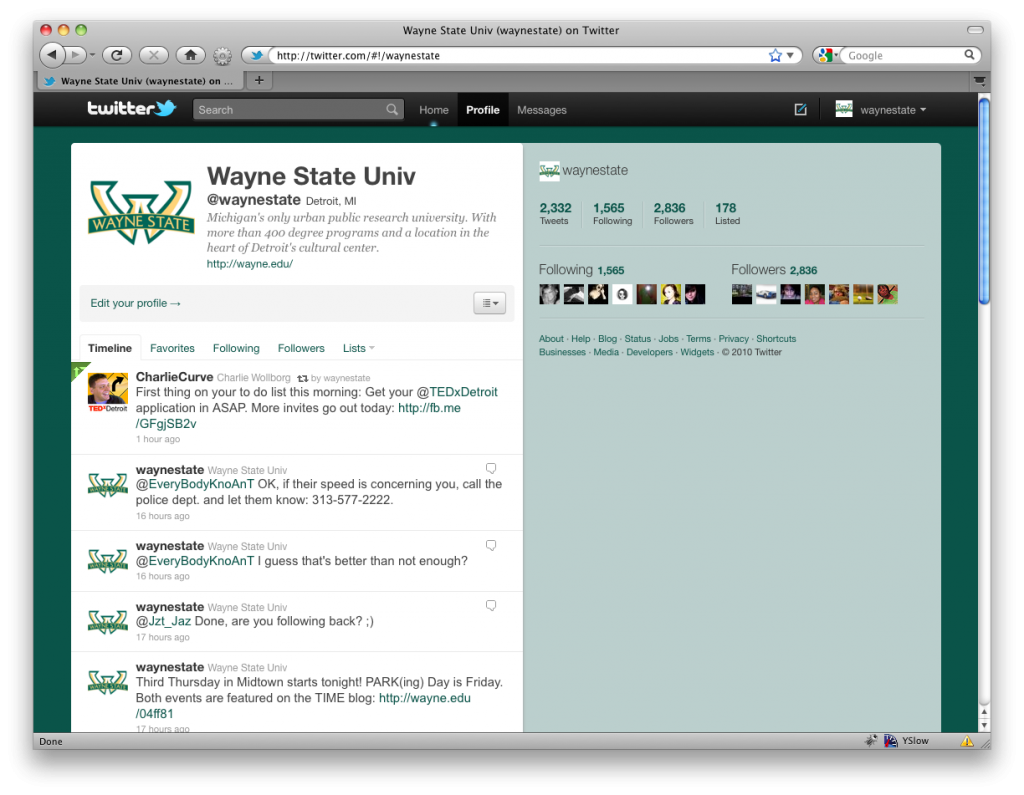 Wayne State Univ (waynestate) on Twitter
http://twitter.com/#!/waynestate
Google
Wayne State Univ (waynestate) on ...
twitter
Search
Home
Profile
Messages
waynestate
WAYNE STATE
Wayne State Univ
@waynestate Detroit, MI
Michigan's only urban public research university. With
more than 400 degree programs and a location in the
heart of Detroit's cultural center.
http://wayne.edu/
Edit your profile →
Timeline
Favorites
Following
Followers
Lists
CharlieCurve Charlie Wollborg by waynestate
First thing on your to do list this morning: Get your @TEDxDetroit
application in ASAP. More invites go out today: http://fb.me
/GFgjSB2v
1 hour ago
TEDxDetroit
waynestate Wayne State Univ
@EveryBodyKnoAnT OK, if their speed is concerning you, call the
police dept. and let them know: 313-577-2222.
16 hours ago
WAYNE STATE
waynestate Wayne State Univ
@EveryBodyKnoAnT I guess that's better than not enough?
16 hours ago
WAYNE STATE
waynestate Wayne State Univ
@Jzt_Jaz Done, are you following back? ;)
17 hours ago
WAYNE STATE
waynestate Wayne State Univ
Third Thursday in Midtown starts tonight! PARK(ing) Day is Friday.
Both events are featured on the TIME blog: http://wayne.edu
/04ff81
17 hours ago
WAYNE STATE
waynestate
2,332 1,565 2,836 178
Tweets Following Followers Listed
Following 1,565
Followers 2,836
About · Help · Blog · Status · Jobs · Terms · Privacy · Shortcuts
Businesses · Media · Developers · Widgets · © 2010 Twitter
Done
YSlow